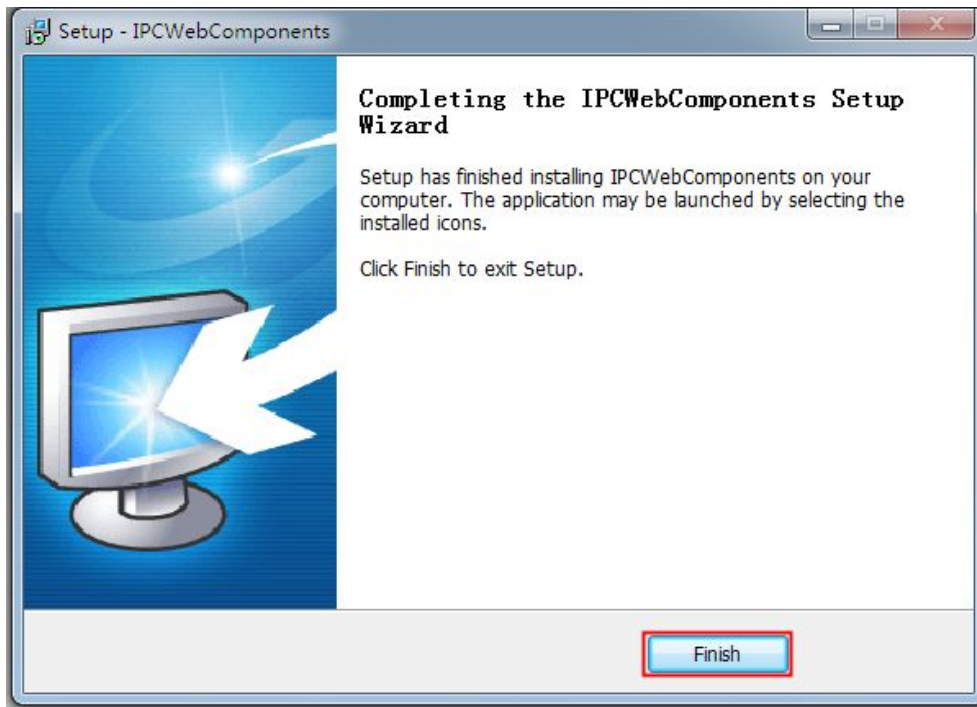 Setup - IPCWebComponents
Completing the IPCWebComponents Setup
Wizard
Setup has finished installing IPCWebComponents on your
computer. The application may be launched by selecting the
installed icons.
Click Finish to exit Setup.
Finish